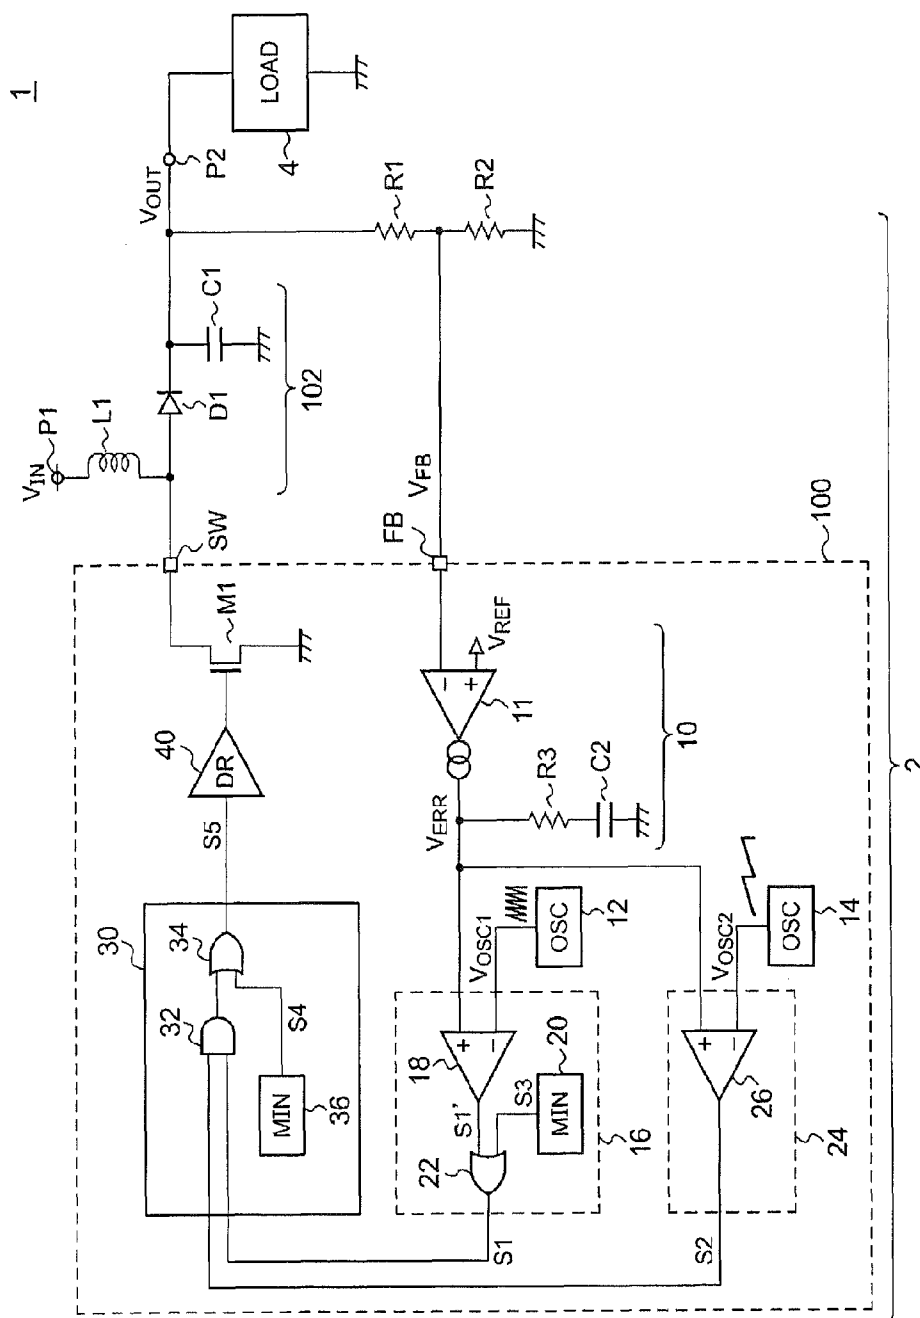 1
LOAD
4
P2
VOUT
R1
R2
C1
D1
102
L1
P1
VIN
SW
FB
VFB
100
M1
40
DR
S5
30
34
32
S4
MIN
36
VREF
11
10
VERR
R3
C2
VOSC1
OSC
12
VOSC2
OSC
14
18
+
−
20
MIN
S3
S1'
22
16
S1
+
−
26
24
S2
−
+
2